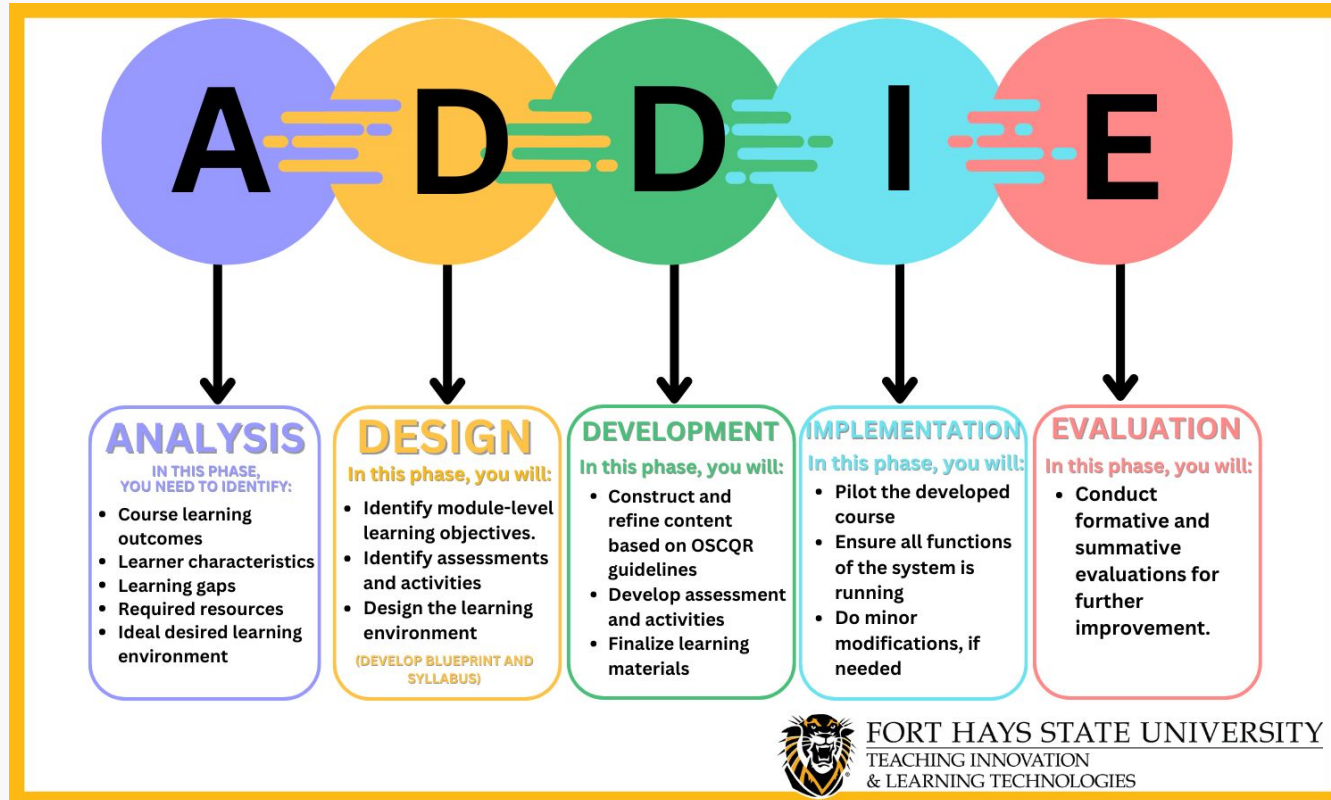 A D D I E
ANALYSIS
IN THIS PHASE,
YOU NEED TO IDENTIFY:
• Course learning
outcomes
• Learner characteristics
• Learning gaps
• Required resources
• Ideal desired learning
environment
DESIGN
In this phase, you will:
• Identify module-level
learning objectives.
• Identify assessments
and activities
• Design the learning
environment
(DEVELOP BLUEPRINT AND
SYLLABUS)
DEVELOPMENT
In this phase, you will:
• Construct and
refine content
based on OSCQR
guidelines
• Develop assessment
and activities
• Finalize learning
materials
IMPLEMENTATION
In this phase, you will:
• Pilot the developed
course
• Ensure all functions
of the system is
running
• Do minor
modifications, if
needed
EVALUATION
In this phase, you will:
• Conduct
formative and
summative
evaluations for
further
improvement.
FORT HAYS STATE UNIVERSITY
TEACHING INNOVATION
& LEARNING TECHNOLOGIES